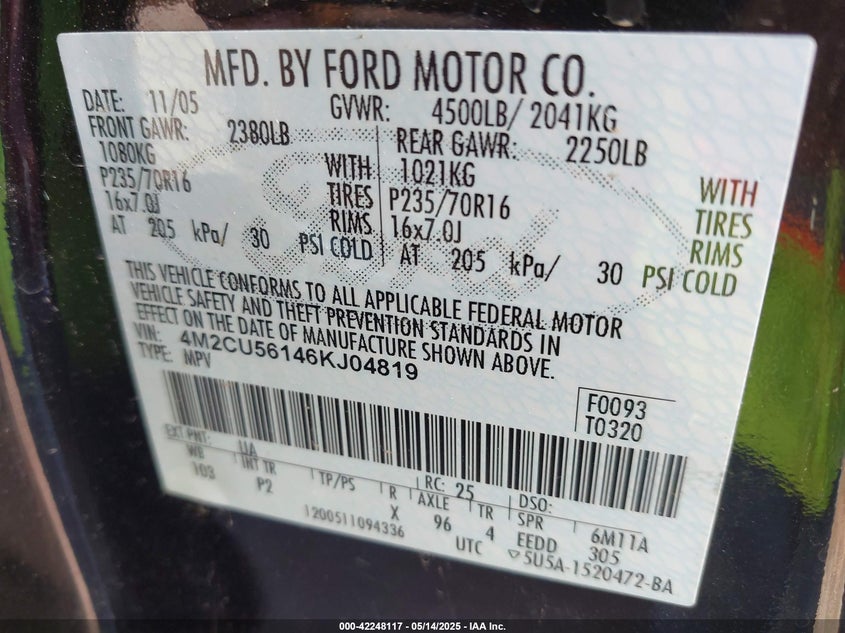 MFD. BY FORD MOTOR CO.
DATE: 11/05 GVWR: 4500LB/ 2041KG
FRONT GAWR: 2380LB REAR GAWR: 2250LB
1080KG WITH 1021KG WITH
P235/70R16 TIRES P235/70R16 TIRES
16x7.0J RIMS 16x7.0J RIMS
AT 205 kPa/ 30 PSI COLD AT 205 kPa/ 30 PSI COLD
THIS VEHICLE CONFORMS TO ALL APPLICABLE FEDERAL MOTOR
VEHICLE SAFETY AND THEFT PREVENTION STANDARDS IN
EFFECT ON THE DATE OF MANUFACTURE SHOWN ABOVE.
VIN: 4M2CU56146KJ04819
TYPE: MPV
F0093
T0320
EXT PNT: UA RC: 25 DSO:
WB INT TR TP/PS R AXLE TR SPR 6M11A
103 P2 X 96 4 EEDD 305
1200511094336 UTC ▽5U5A-1520472-BA
000-42248117 - 05/14/2025 - IAA Inc.